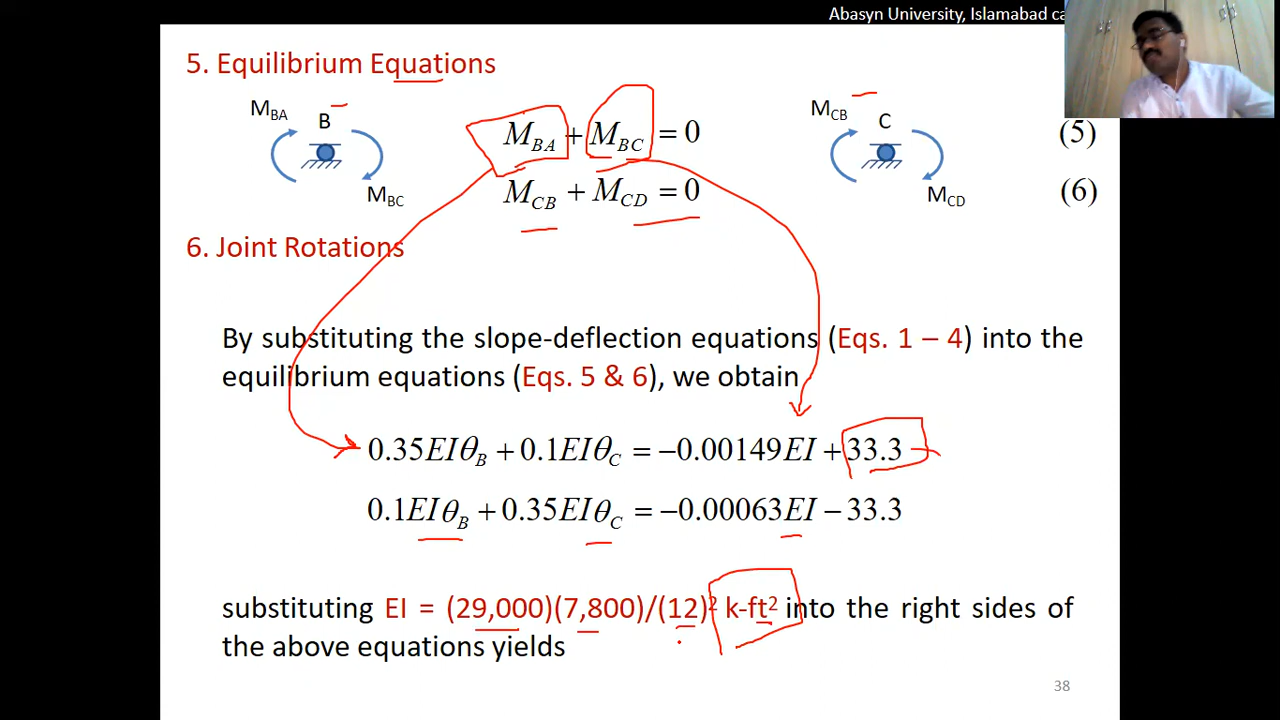 Abasyn University, Islamabad ca
5. Equilibrium Equations
M_BA B M_BC
M_BA + M_BC = 0
M_CB C M_CD
(5)
M_CB + M_CD = 0
(6)
6. Joint Rotations
By substituting the slope-deflection equations (Eqs. 1 – 4) into the
equilibrium equations (Eqs. 5 & 6), we obtain
0.35EIθ_B + 0.1EIθ_C = −0.00149EI + 33.3
0.1EIθ_B + 0.35EIθ_C = −0.00063EI − 33.3
substituting EI = (29,000)(7,800)/(12)² k-ft² into the right sides of
the above equations yields
38